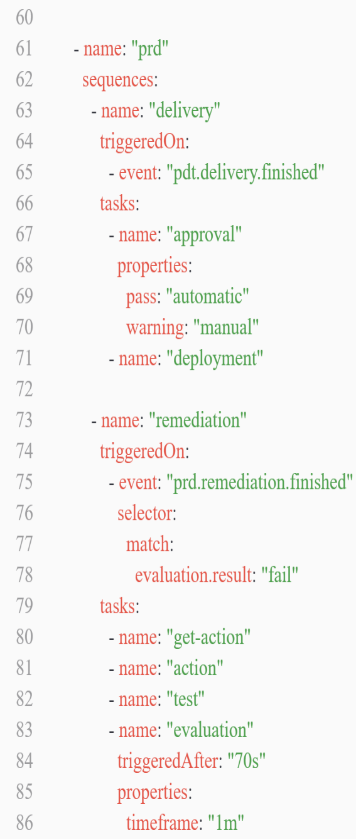 60
61 - name: "prd"
62 sequences:
63 - name: "delivery"
64 triggeredOn:
65 - event: "pdt.delivery.finished"
66 tasks:
67 - name: "approval"
68 properties:
69 pass: "automatic"
70 warning: "manual"
71 - name: "deployment"
72
73 - name: "remediation"
74 triggeredOn:
75 - event: "prd.remediation.finished"
76 selector:
77 match:
78 evaluation.result: "fail"
79 tasks:
80 - name: "get-action"
81 - name: "action"
82 - name: "test"
83 - name: "evaluation"
84 triggeredAfter: "70s"
85 properties:
86 timeframe: "1m"